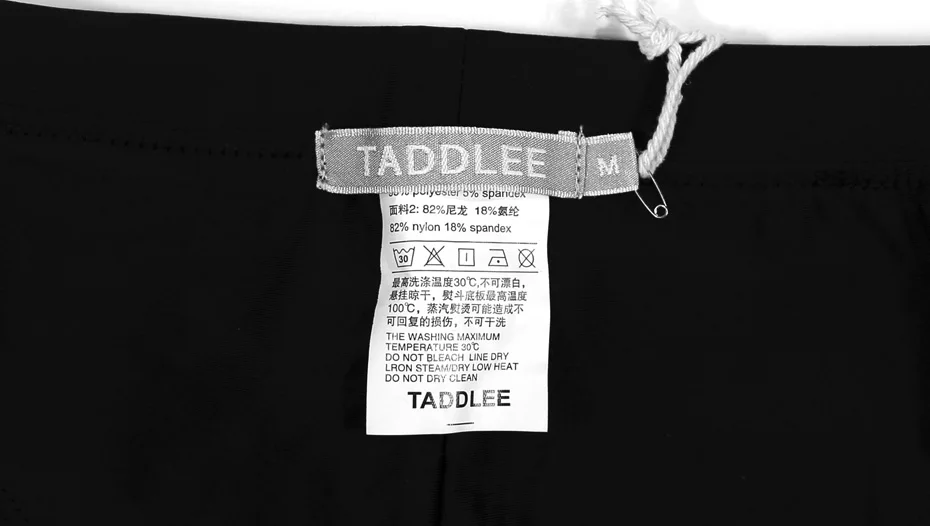 TADDLEE
M
polyester 5% spandex
面料2: 82%尼龙 18%氨纶
82% nylon 18% spandex
30
最高洗涤温度30℃,不可漂白,
悬挂晾干，熨斗底板最高温度
100℃，蒸汽熨烫可能造成不
可回复的损伤，不可干洗
THE WASHING MAXIMUM
TEMPERATURE 30℃
DO NOT BLEACH LINE DRY
LRON STEAM/DRY LOW HEAT
DO NOT DRY CLEAN
TADDLEE